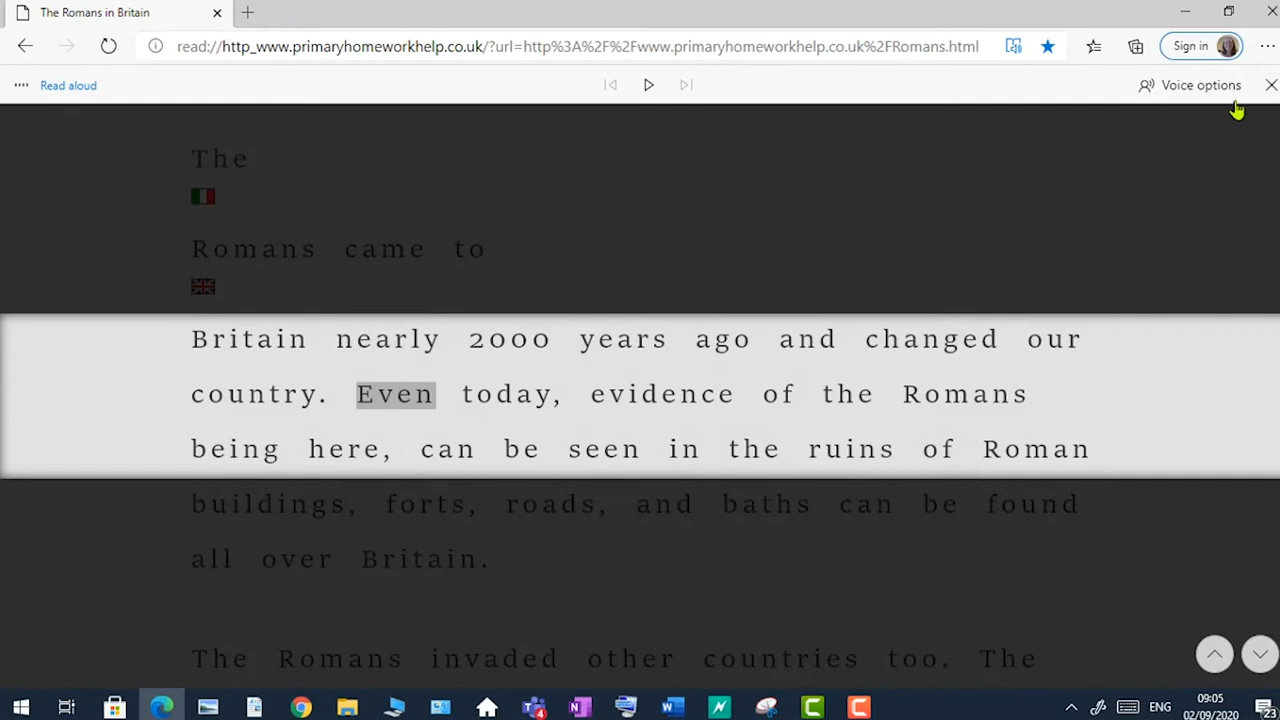 The Romans in Britain
read://http_www.primaryhomeworkhelp.co.uk/?url=http%3A%2F%2Fwww.primaryhomeworkhelp.co.uk%2FRomans.html
Sign in
Read aloud
Voice options
The
Romans came to
Britain nearly 2000 years ago and changed our
country. Even today, evidence of the Romans
being here, can be seen in the ruins of Roman
buildings, forts, roads, and baths can be found
all over Britain.
The Romans invaded other countries too. The
4
ENG
09:05
02/09/2020
23